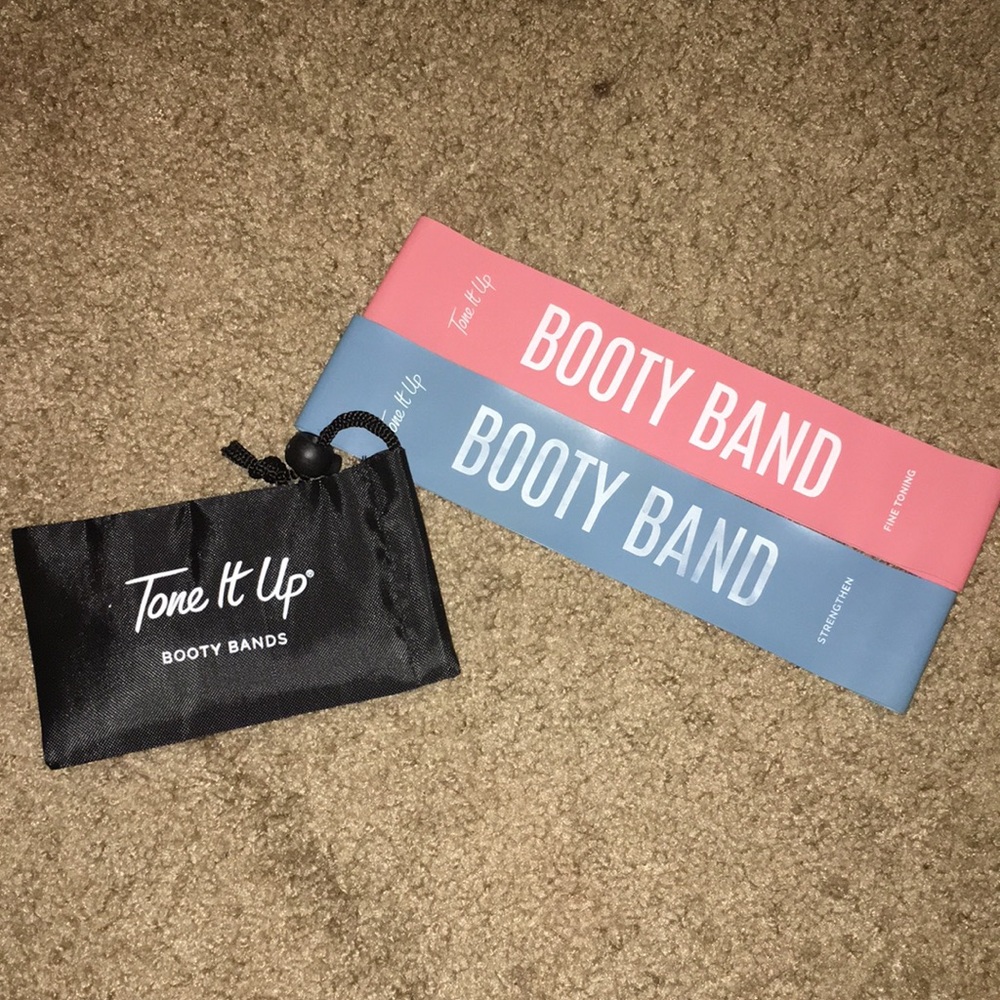 Tone It Up
BOOTY BAND
FINE TONING
Tone It Up
BOOTY BAND
STRENGTHEN
Tone It Up®
BOOTY BANDS